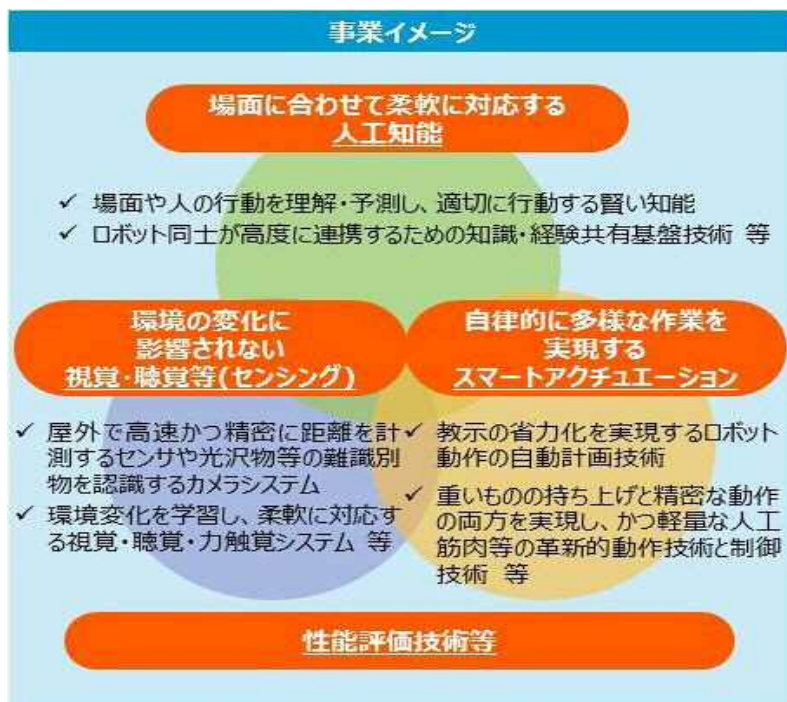 事業イメージ
場面に合わせて柔軟に対応する
人工知能
✓ 場面や人の行動を理解・予測し、適切に行動する賢い知能
✓ ロボット同士が高度に連携するための知識・経験共有基盤技術 等
環境の変化に
影響されない
視覚・聴覚等(センシング)
✓ 屋外で高速かつ精密に距離を計
測するセンサや光沢物等の難識別
物を認識するカメラシステム
✓ 環境変化を学習し、柔軟に対応す
る視覚・聴覚・力触覚システム 等
自律的に多様な作業を
実現する
スマートアクチュエーション
✓ 教示の省力化を実現するロボット
動作の自動計画技術
✓ 重いものの持ち上げと精密な動作
の両方を実現し、かつ軽量な人工
筋肉等の革新的動作技術と制御
技術 等
性能評価技術等